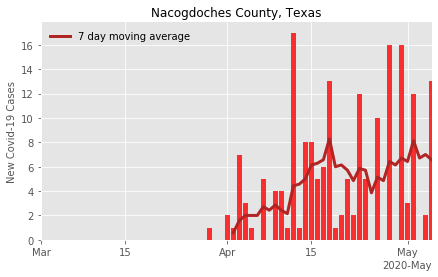 Nacogdoches County, Texas
7 day moving average
New Covid-19 Cases
16
14
12
10
8
6
4
2
0
Mar 15 Apr 15 May
2020-May